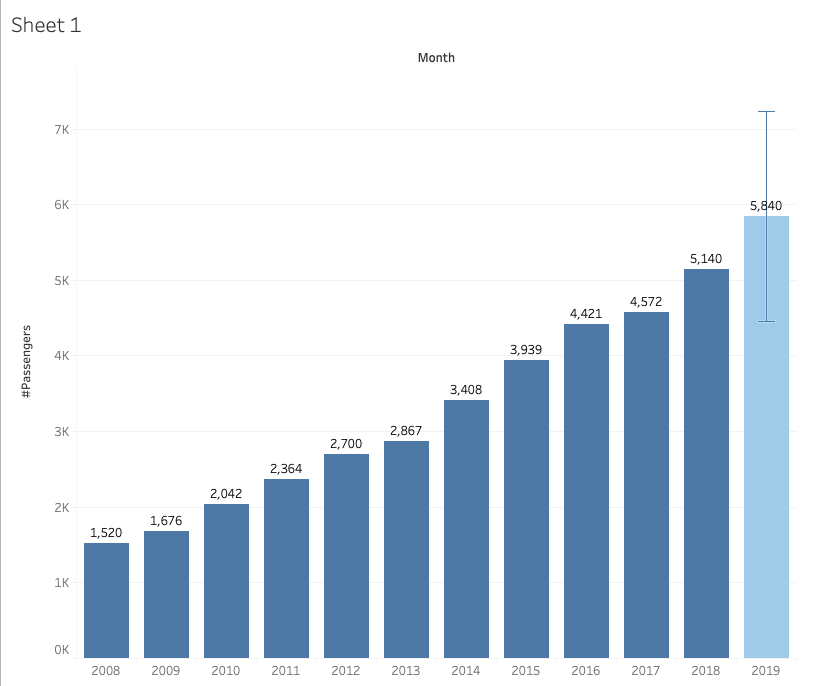 Sheet 1
Month
7K
6K
5K
4K
3K
2K
1K
0K
#Passengers
1,520
1,676
2,042
2,364
2,700
2,867
3,408
3,939
4,421
4,572
5,140
5,840
2008 2009 2010 2011 2012 2013 2014 2015 2016 2017 2018 2019